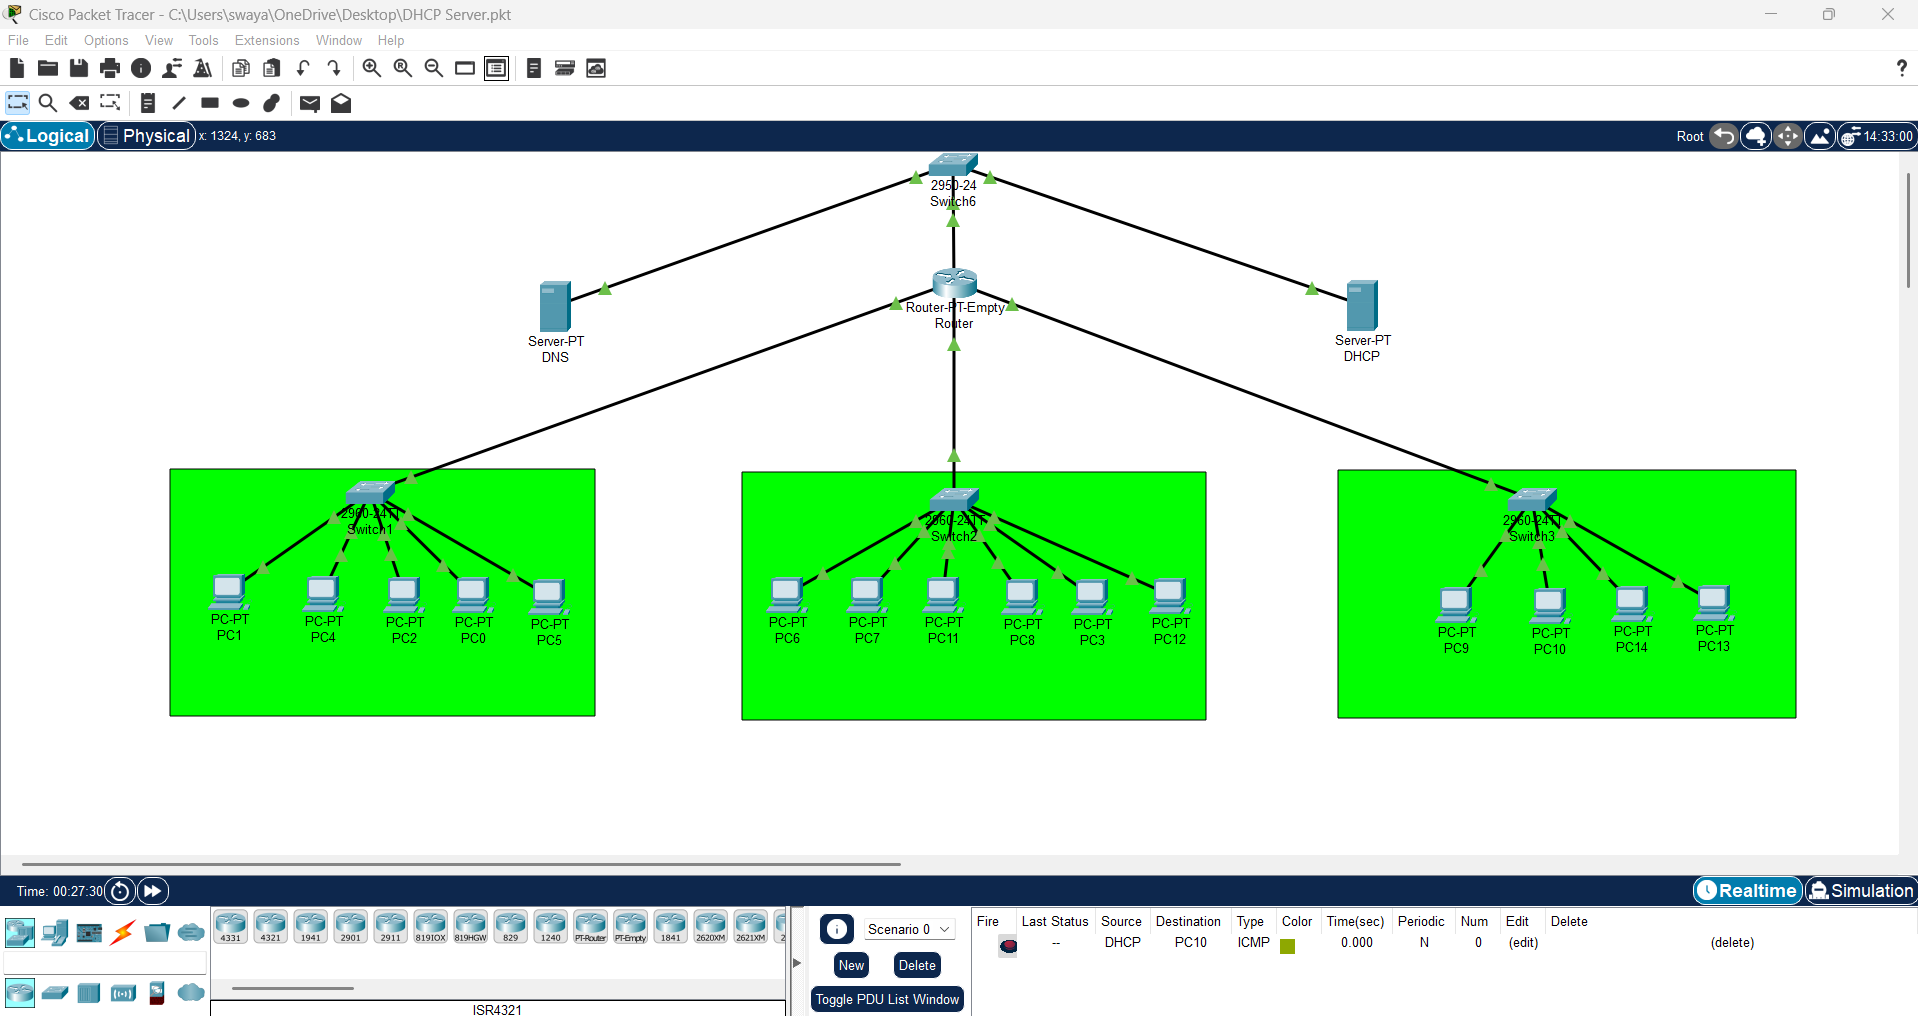 Cisco Packet Tracer - C:\Users\swaya\OneDrive\Desktop\DHCP Server.pkt
File Edit Options View Tools Extensions Window Help
?
Logical Physical x: 1324, y: 683 Root 14:33:00
2950-24
Switch6
Router-PT-Empty
Router
Server-PT
DNS
Server-PT
DHCP
2960-24TT
Switch1
2960-24TT
Switch2
2960-24TT
Switch3
PC-PT
PC1
PC-PT
PC4
PC-PT
PC2
PC-PT
PC0
PC-PT
PC5
PC-PT
PC6
PC-PT
PC7
PC-PT
PC11
PC-PT
PC8
PC-PT
PC3
PC-PT
PC12
PC-PT
PC9
PC-PT
PC10
PC-PT
PC14
PC-PT
PC13
Time: 00:27:30 Realtime Simulation
4331 4321 1941 2901 2911 819IOX 819HGW 829 1240 PT-Router PT-Empty 1841 2620XM 2621XM 2
ISR4321
Scenario 0
New Delete
Toggle PDU List Window
Fire Last Status Source Destination Type Color Time(sec) Periodic Num Edit Delete
-- DHCP PC10 ICMP 0.000 N 0 (edit) (delete)